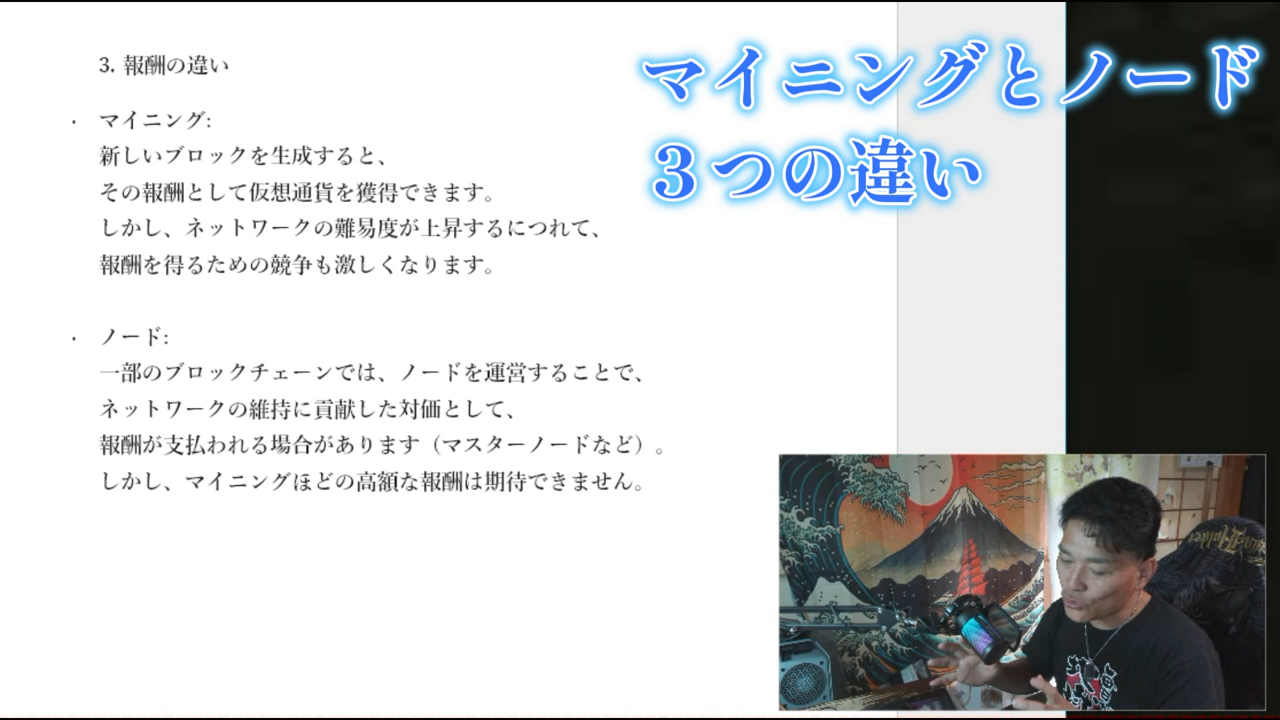 マイニングとノード
３つの違い
3. 報酬の違い
・ マイニング:
新しいブロックを生成すると、
その報酬として仮想通貨を獲得できます。
しかし、ネットワークの難易度が上昇するにつれて、
報酬を得るための競争も激しくなります。
・ ノード:
一部のブロックチェーンでは、ノードを運営することで、
ネットワークの維持に貢献した対価として、
報酬が支払われる場合があります（マスターノードなど）。
しかし、マイニングほどの高額な報酬は期待できません。